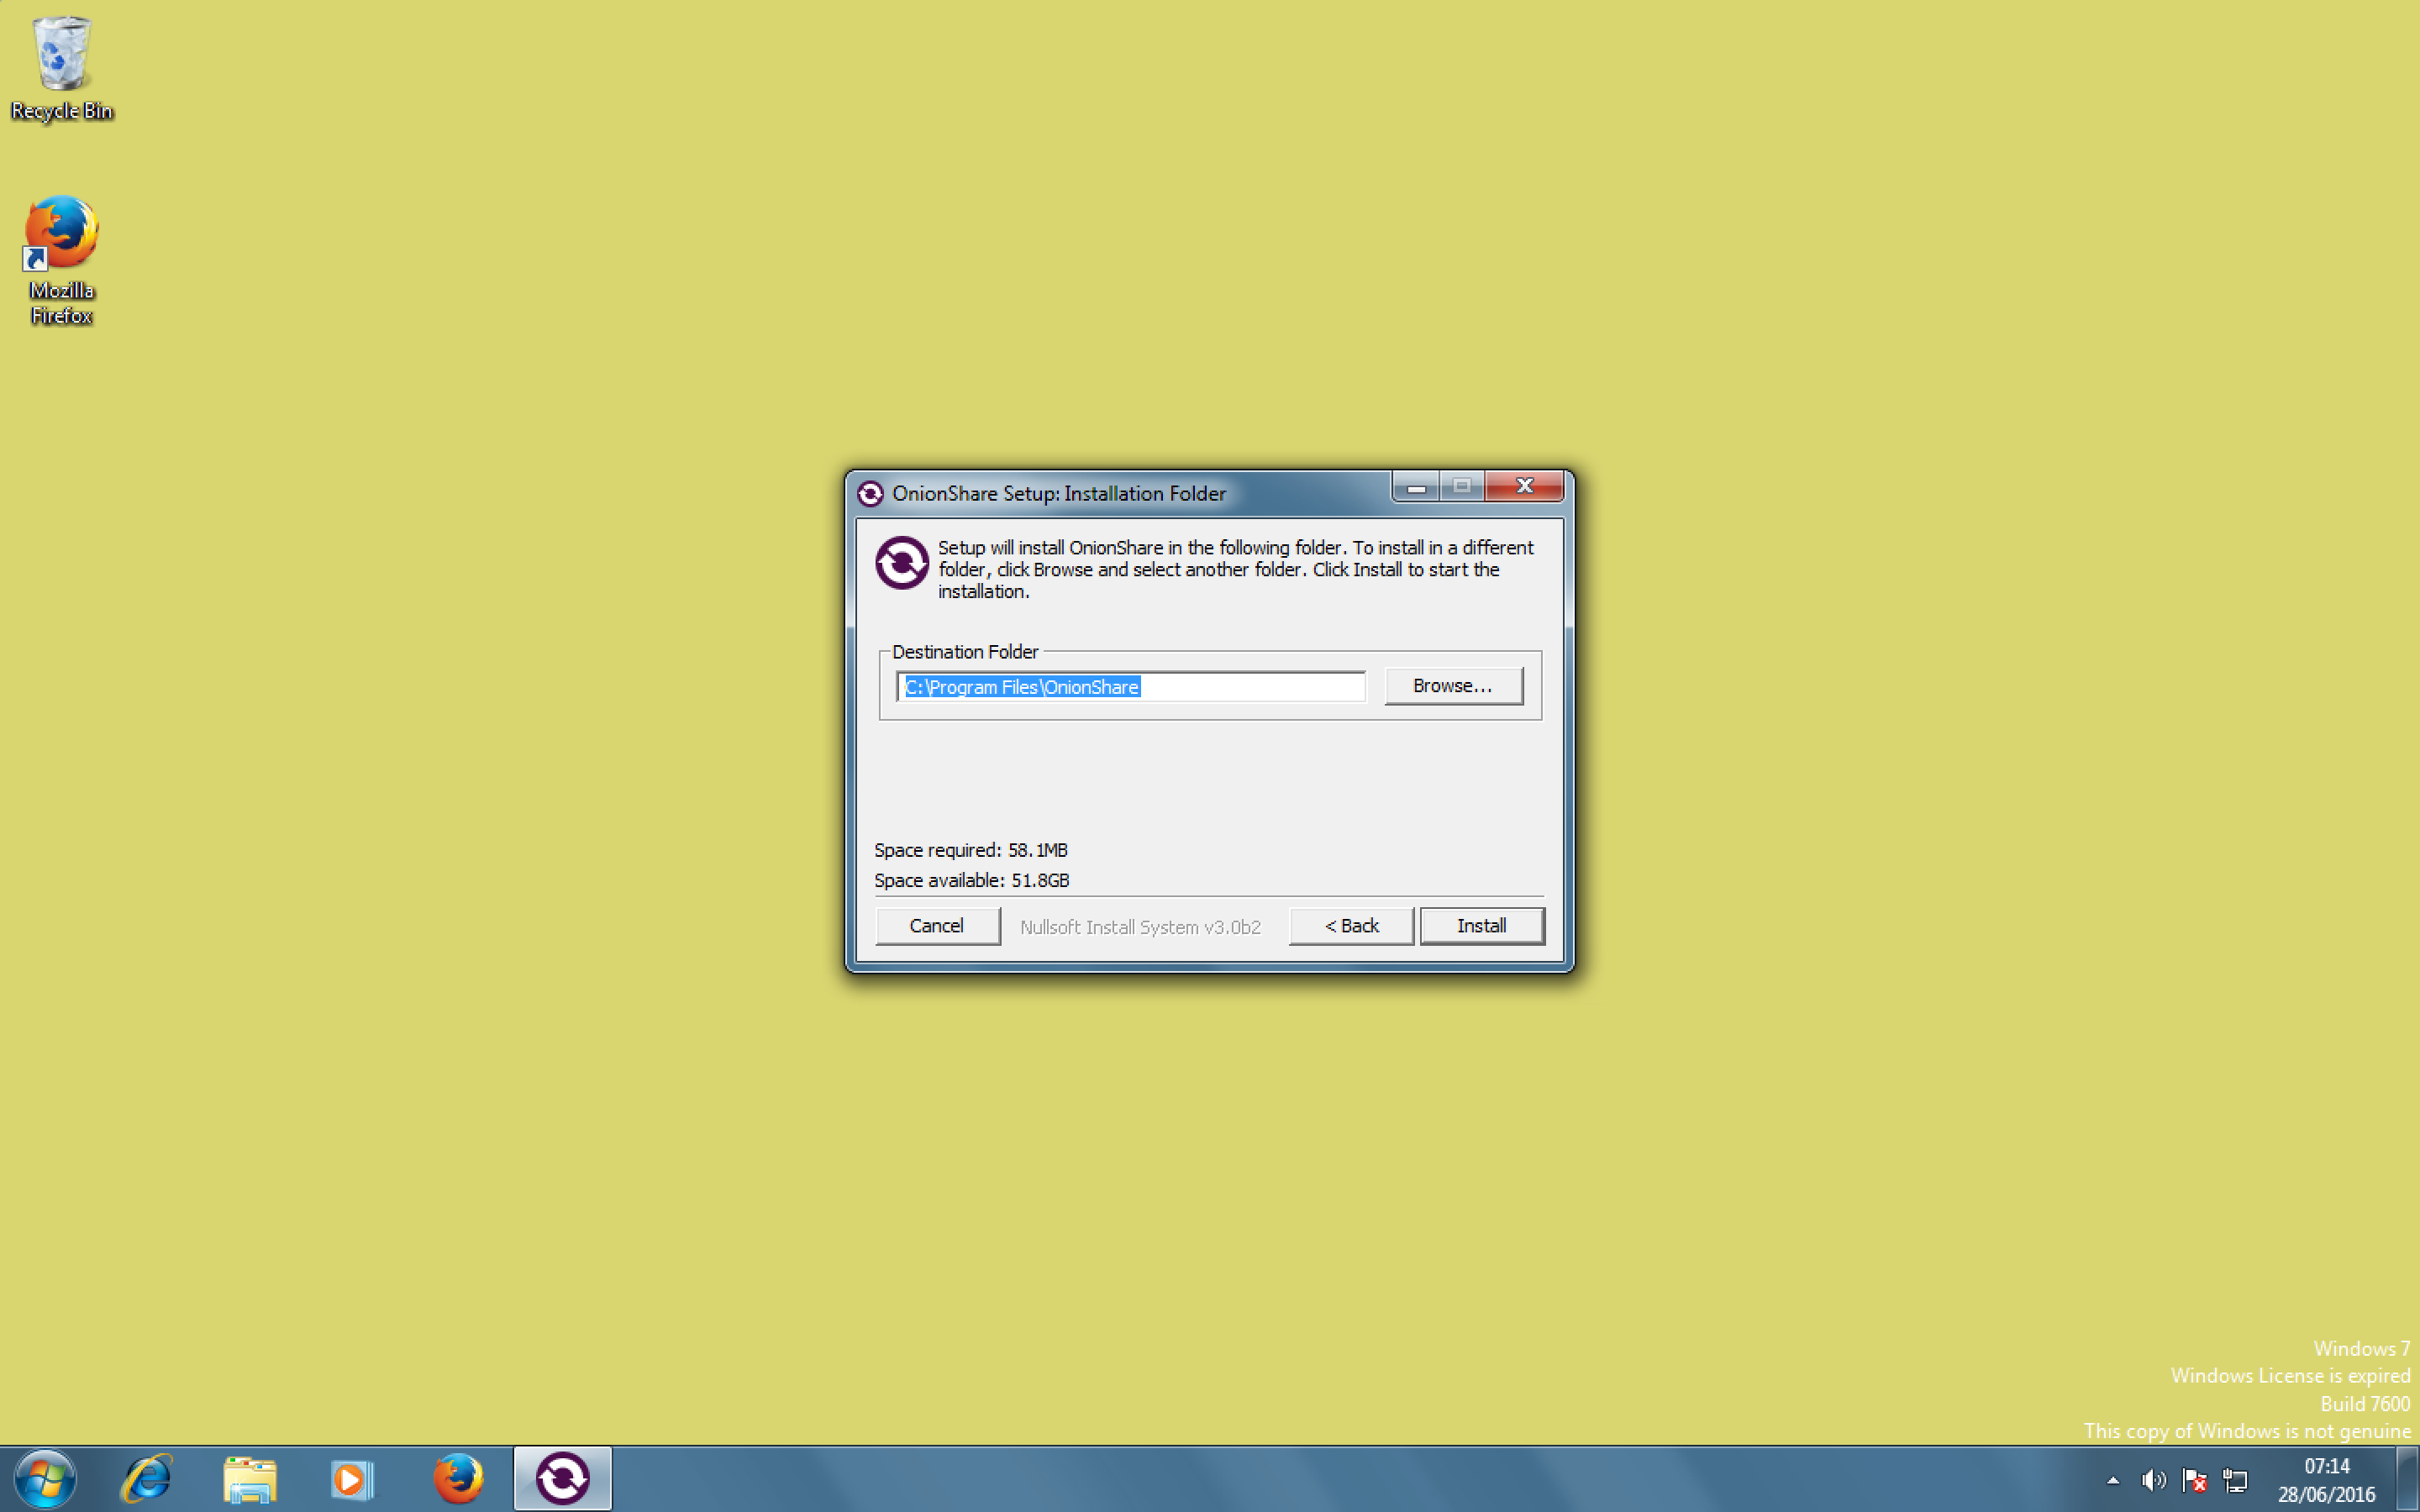 Recycle Bin
Mozilla
Firefox
OnionShare Setup: Installation Folder
Setup will install OnionShare in the following folder. To install in a different
folder, click Browse and select another folder. Click Install to start the
installation.
Destination Folder
C:\Program Files\OnionShare
Browse...
Space required: 58.1MB
Space available: 51.8GB
Cancel
Nullsoft Install System v3.0b2
< Back
Install
Windows 7
Windows License is expired
Build 7600
This copy of Windows is not genuine
07:14
28/06/2016